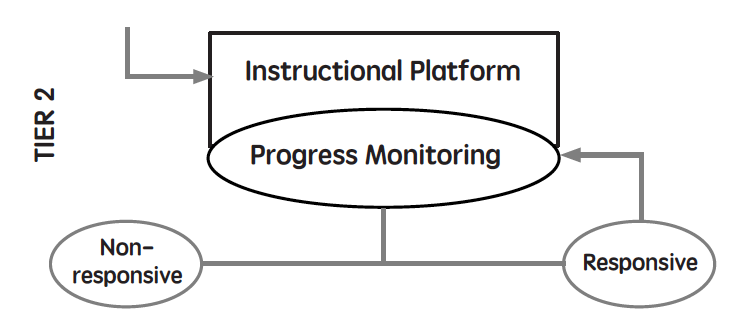 Instructional Platform
TIER 2
Progress Monitoring
Non-
responsive
Responsive